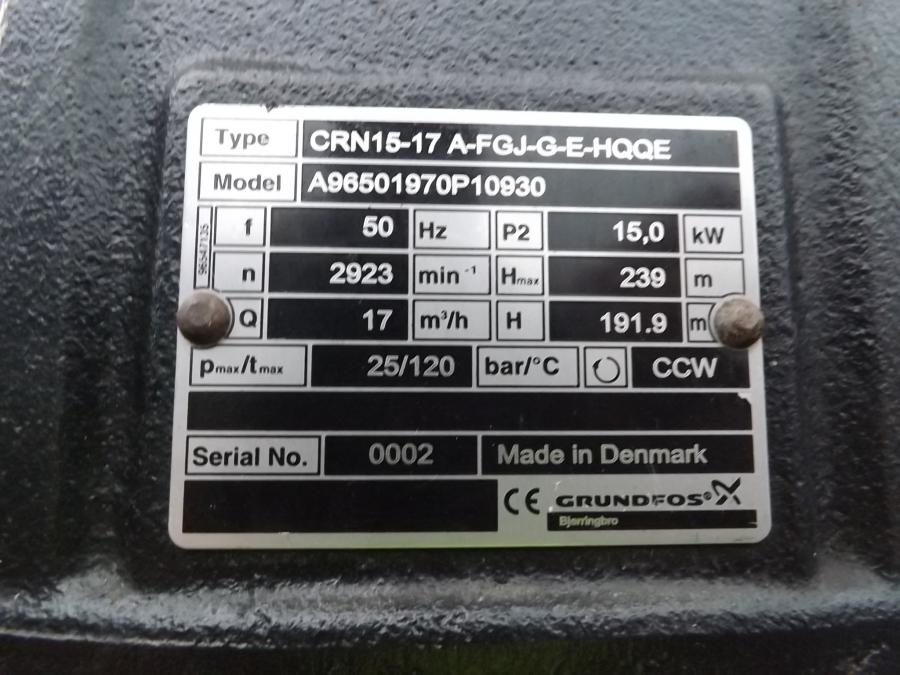 Type CRN15-17 A-FGJ-G-E-HQQE
Model A96501970P10930
96547135
f 50 Hz P2 15,0 kW
n 2923 min⁻¹ Hmax 239 m
Q 17 m³/h H 191.9 m
pmax/tmax 25/120 bar/°C CCW
Serial No. 0002 Made in Denmark
CE GRUNDFOS®
Bjerringbro